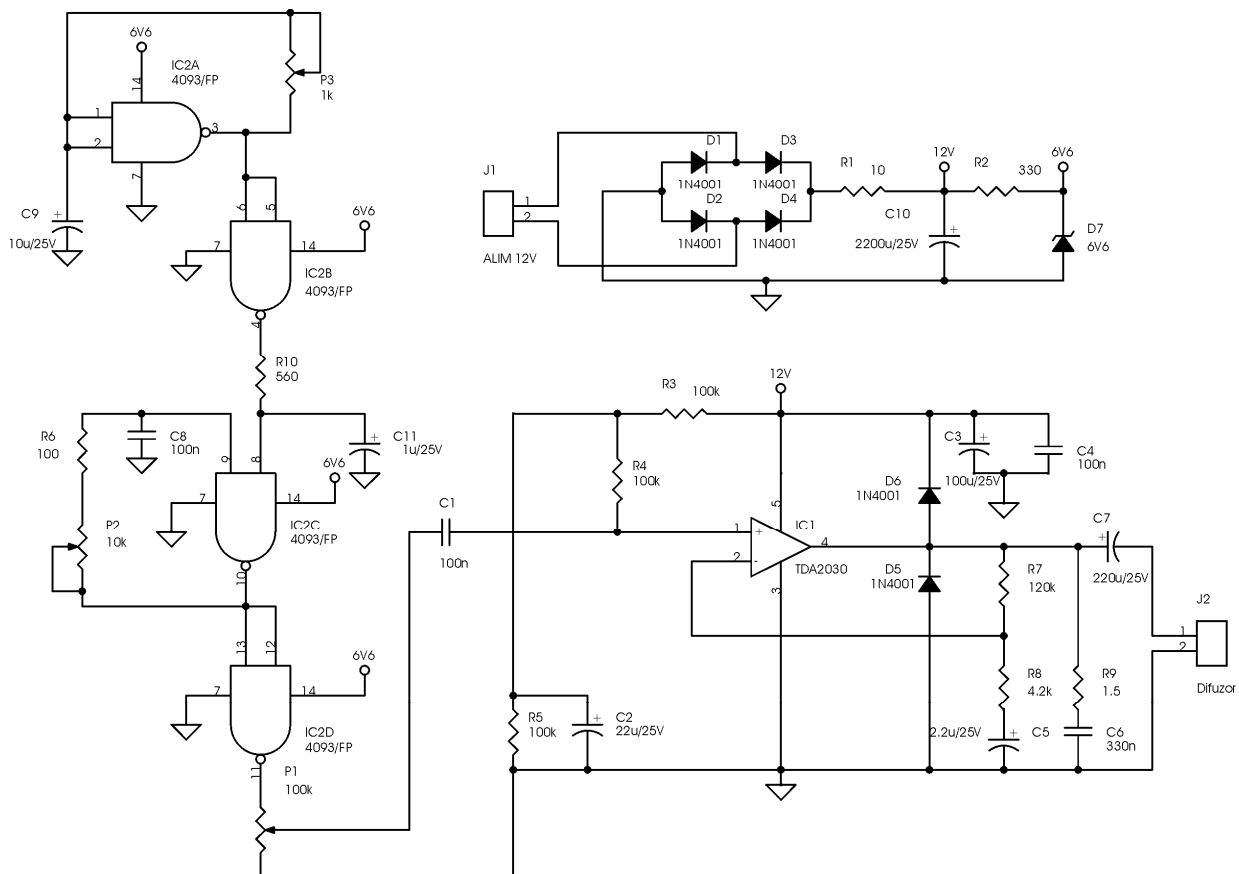 6V6
IC2A
4093/FP
14
1
2
3
7
P3
1k
C9
+
10u/25V
6
5
6V6
7
14
IC2B
4093/FP
4
R10
560
J1
1
2
ALIM 12V
D1
1N4001
D3
1N4001
D2
1N4001
D4
1N4001
R1
10
12V
R2
330
6V6
C10
+
2200u/25V
D7
6V6
R6
100
C8
100n
+
C11
1u/25V
9
8
6V6
7
14
IC2C
4093/FP
P2
10k
10
13
12
6V6
7
14
IC2D
4093/FP
11
P1
100k
C1
100n
R3
100k
12V
R4
100k
5
1
+
2
-
IC1
4
TDA2030
3
D6
1N4001
D5
1N4001
C3
+
100u/25V
C4
100n
C7
+
220u/25V
R7
120k
J2
1
2
Difuzor
R5
100k
+
C2
22u/25V
R8
4.2k
2.2u/25V
+
C5
R9
1.5
C6
330n